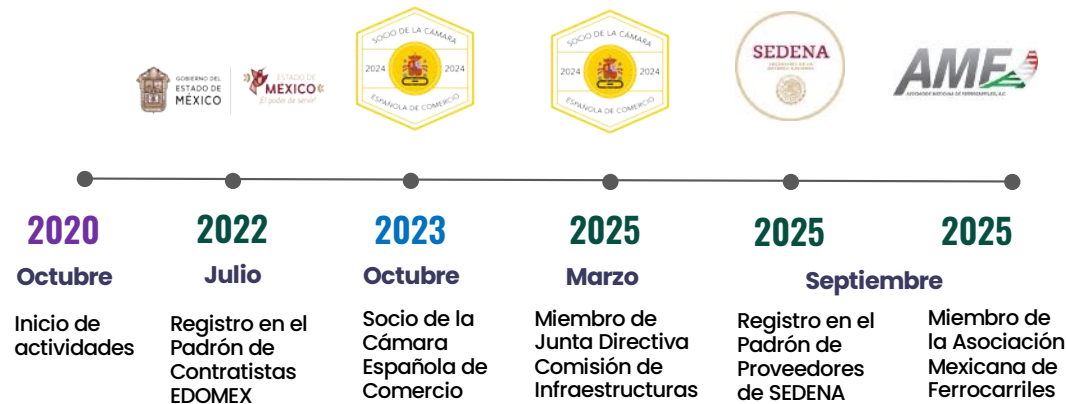 GOBIERNO DEL
ESTADO DE
MÉXICO
ESTADO DE
MÉXICO
¡El poder de servir!
SOCIO DE LA CÁMARA
2024 2024
ESPAÑOLA DE COMERCIO
SOCIO DE LA CÁMARA
2024 2024
ESPAÑOLA DE COMERCIO
SEDENA
AMF
ASOCIACIÓN MEXICANA DE FERROCARRILES, A.C.
2020
Octubre
Inicio de
actividades
2022
Julio
Registro en el
Padrón de
Contratistas
EDOMEX
2023
Octubre
Socio de la
Cámara
Española de
Comercio
2025
Marzo
Miembro de
Junta Directiva
Comisión de
Infraestructuras
2025
2025
Septiembre
Registro en el
Padrón de
Proveedores
de SEDENA
Miembro de
la Asociación
Mexicana de
Ferrocarriles